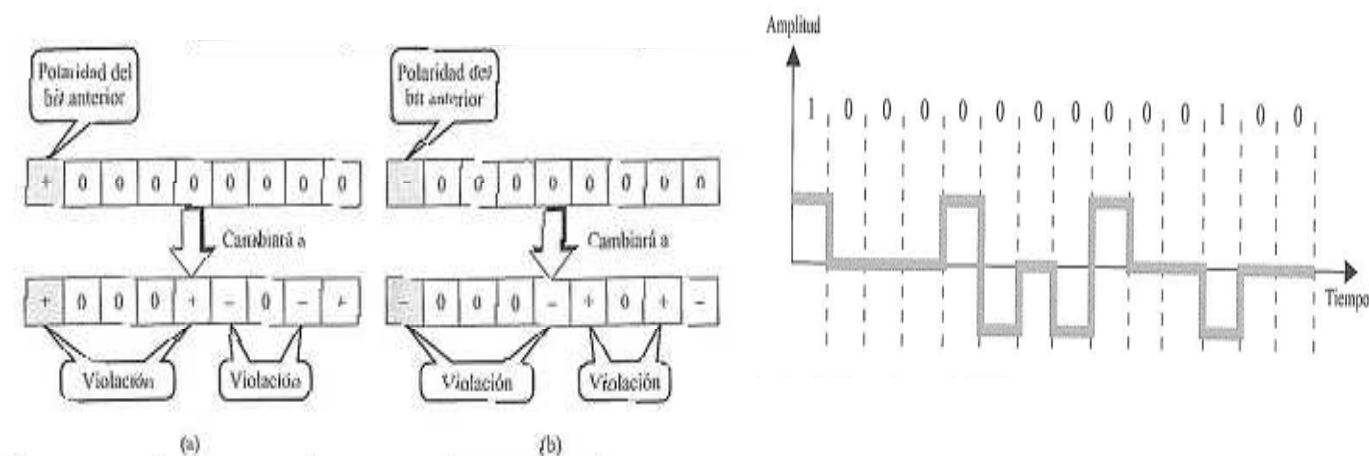 Polaridad del
bit anterior
+ 0 0 0 0 0 0 0 0
Cambiará a
+ 0 0 0 + - 0 - +
Violación
Violación
(a)
Polaridad del
bit anterior
- 0 0 0 0 0 0 0 0
Cambiará a
- 0 0 0 - + 0 + -
Violación
Violación
(b)
Amplitud
1 0 0 0 0 0 0 0 0 0 0 1 0 0
Tiempo